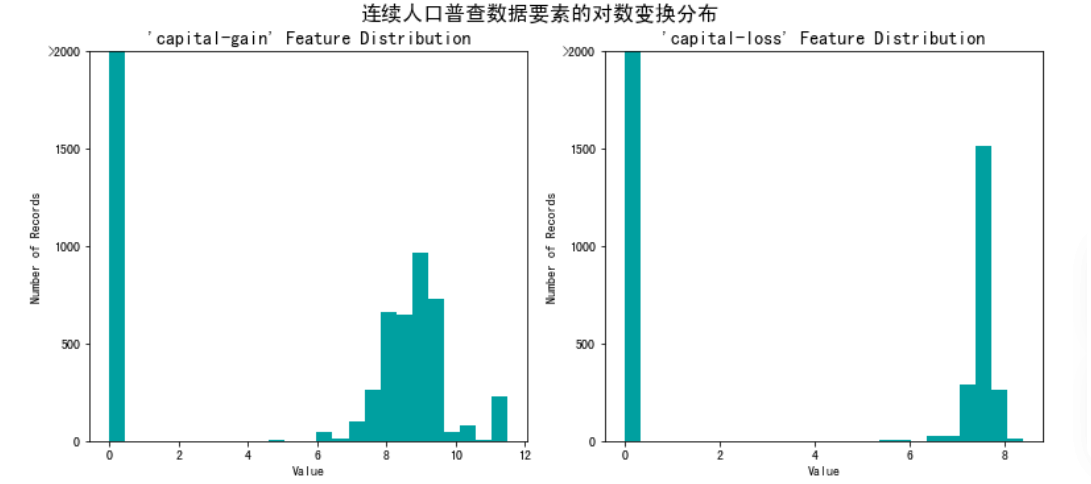 连续人口普查数据要素的对数变换分布
'capital-gain' Feature Distribution
>2000
1500
1000
500
0
Number of Records
0 2 4 6 8 10 12
Value
'capital-loss' Feature Distribution
>2000
1500
1000
500
0
Number of Records
0 2 4 6 8
Value